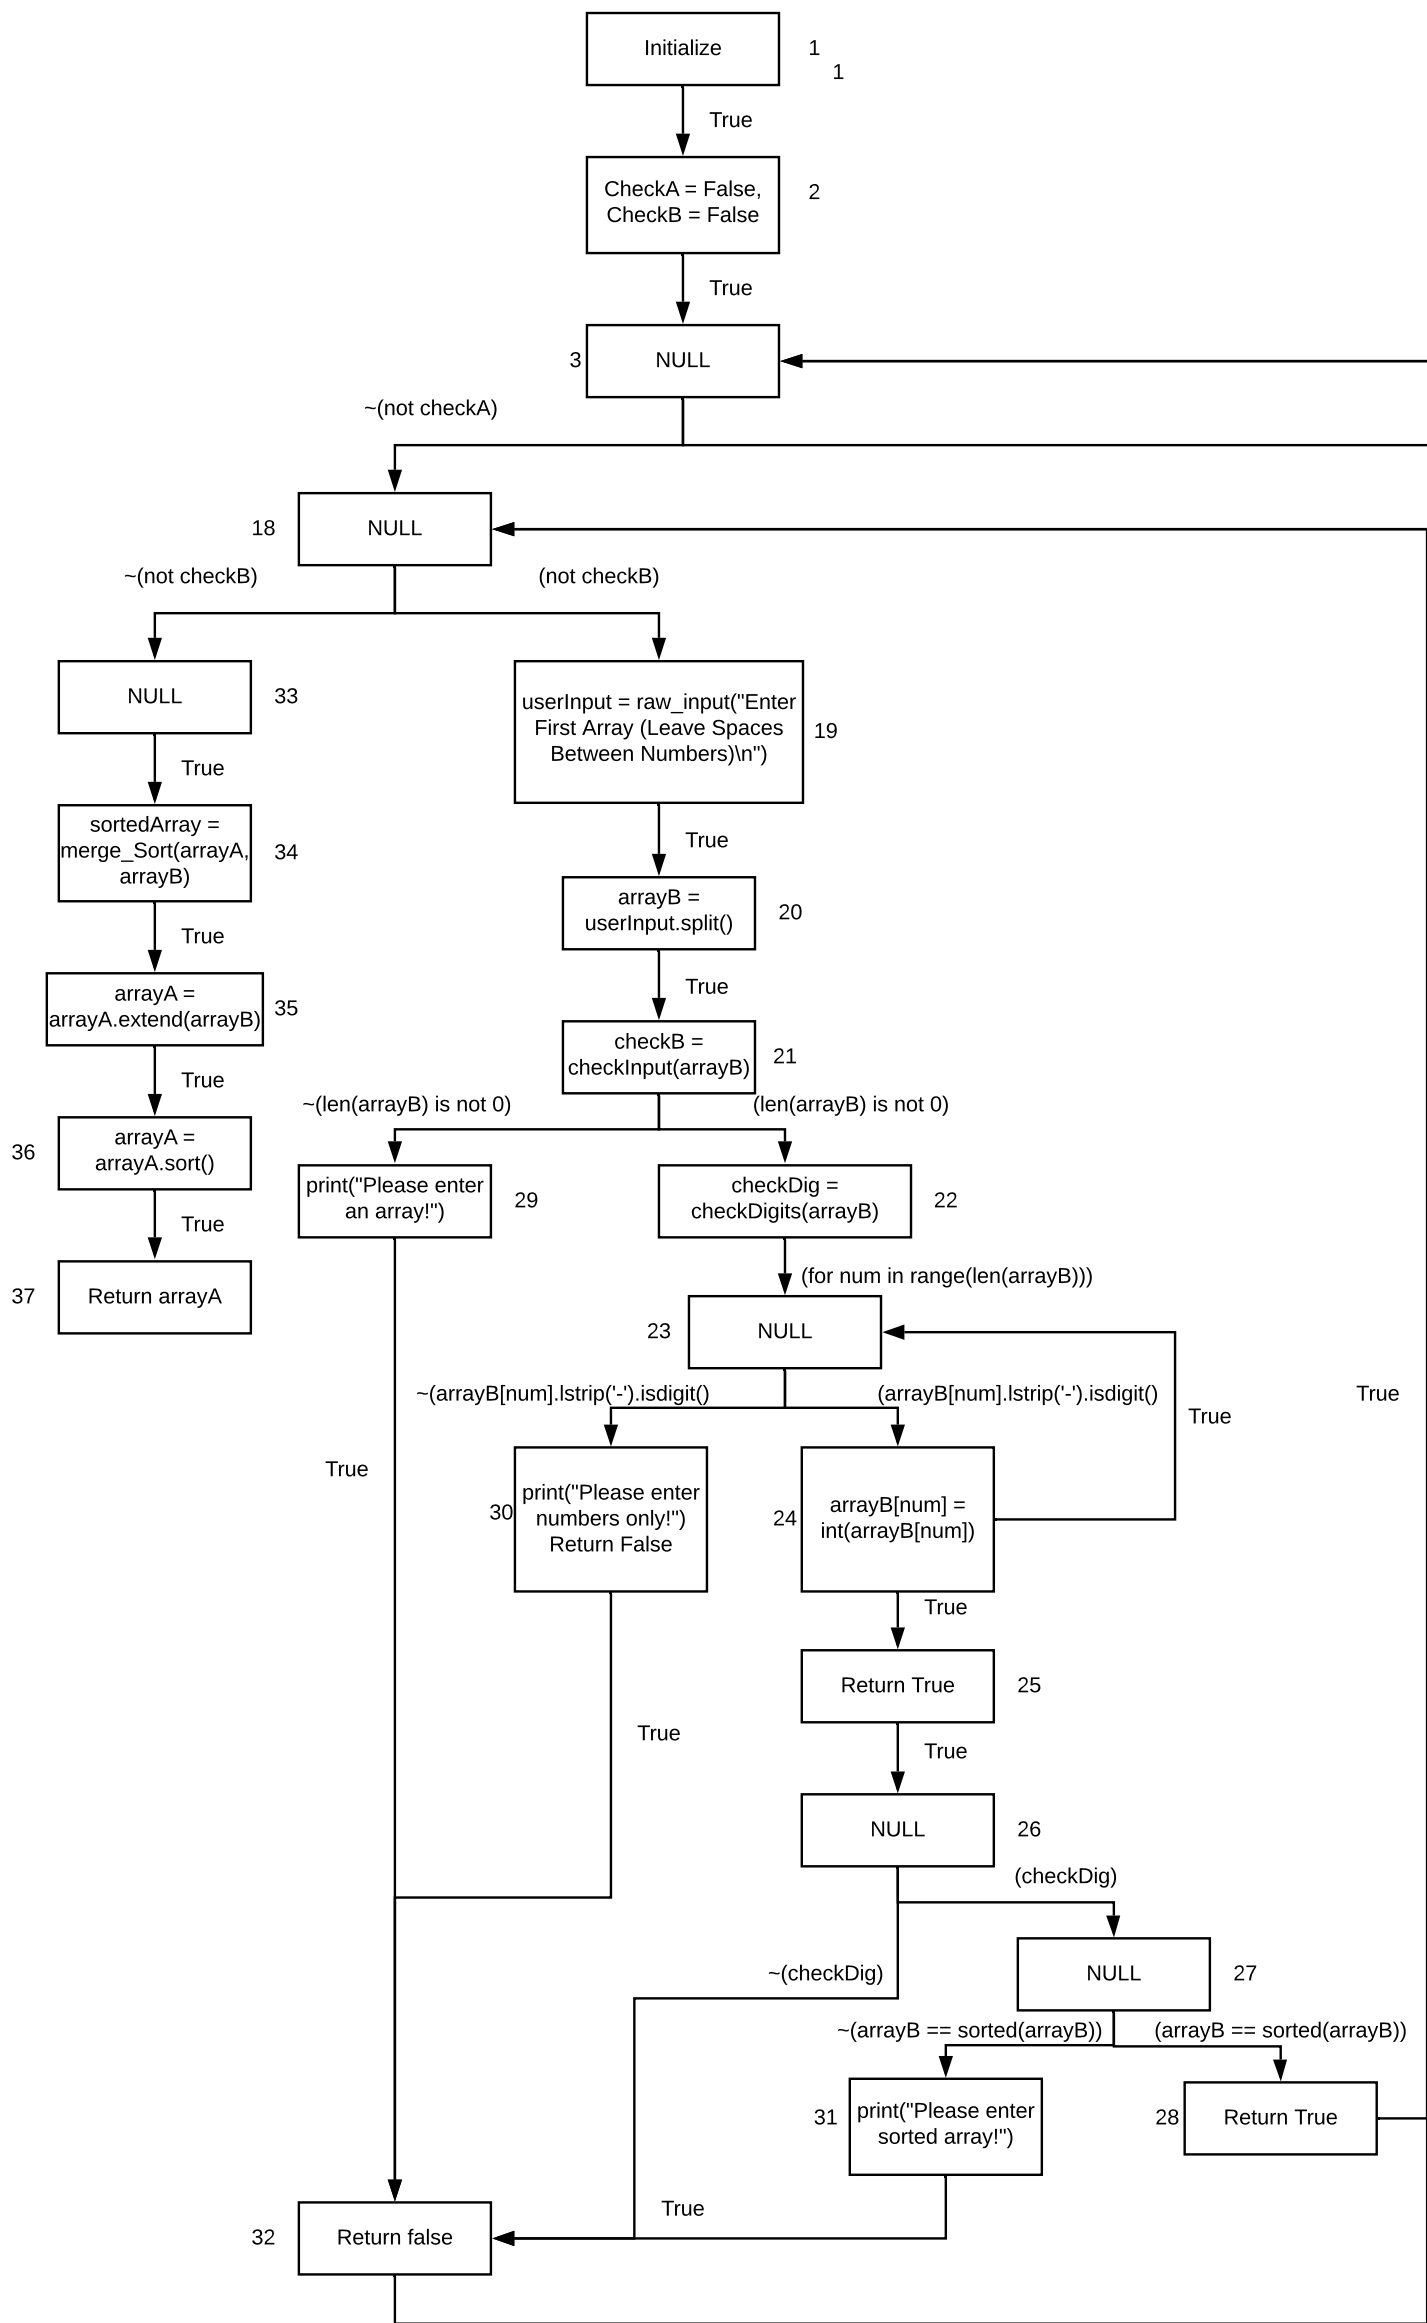 Initialize
1
1
True
CheckA = False,
CheckB = False
2
True
3
NULL
~(not checkA)
18
NULL
~(not checkB)
(not checkB)
NULL
33
userInput = raw_input("Enter
First Array (Leave Spaces
Between Numbers)\n")
19
True
sortedArray =
merge_Sort(arrayA,
arrayB)
34
True
arrayB =
userInput.split()
20
True
True
arrayA =
arrayA.extend(arrayB)
35
checkB =
checkInput(arrayB)
21
True
~(len(arrayB) is not 0)
(len(arrayB) is not 0)
36
arrayA =
arrayA.sort()
print("Please enter
an array!")
29
checkDig =
checkDigits(arrayB)
22
True
(for num in range(len(arrayB)))
37
Return arrayA
23
NULL
~(arrayB[num].lstrip('-').isdigit()
(arrayB[num].lstrip('-').isdigit()
True
True
True
30
print("Please enter
numbers only!")
Return False
24
arrayB[num] =
int(arrayB[num])
True
Return True
25
True
True
NULL
26
(checkDig)
~(checkDig)
NULL
27
~(arrayB == sorted(arrayB))
(arrayB == sorted(arrayB))
31
print("Please enter
sorted array!")
28
Return True
True
32
Return false